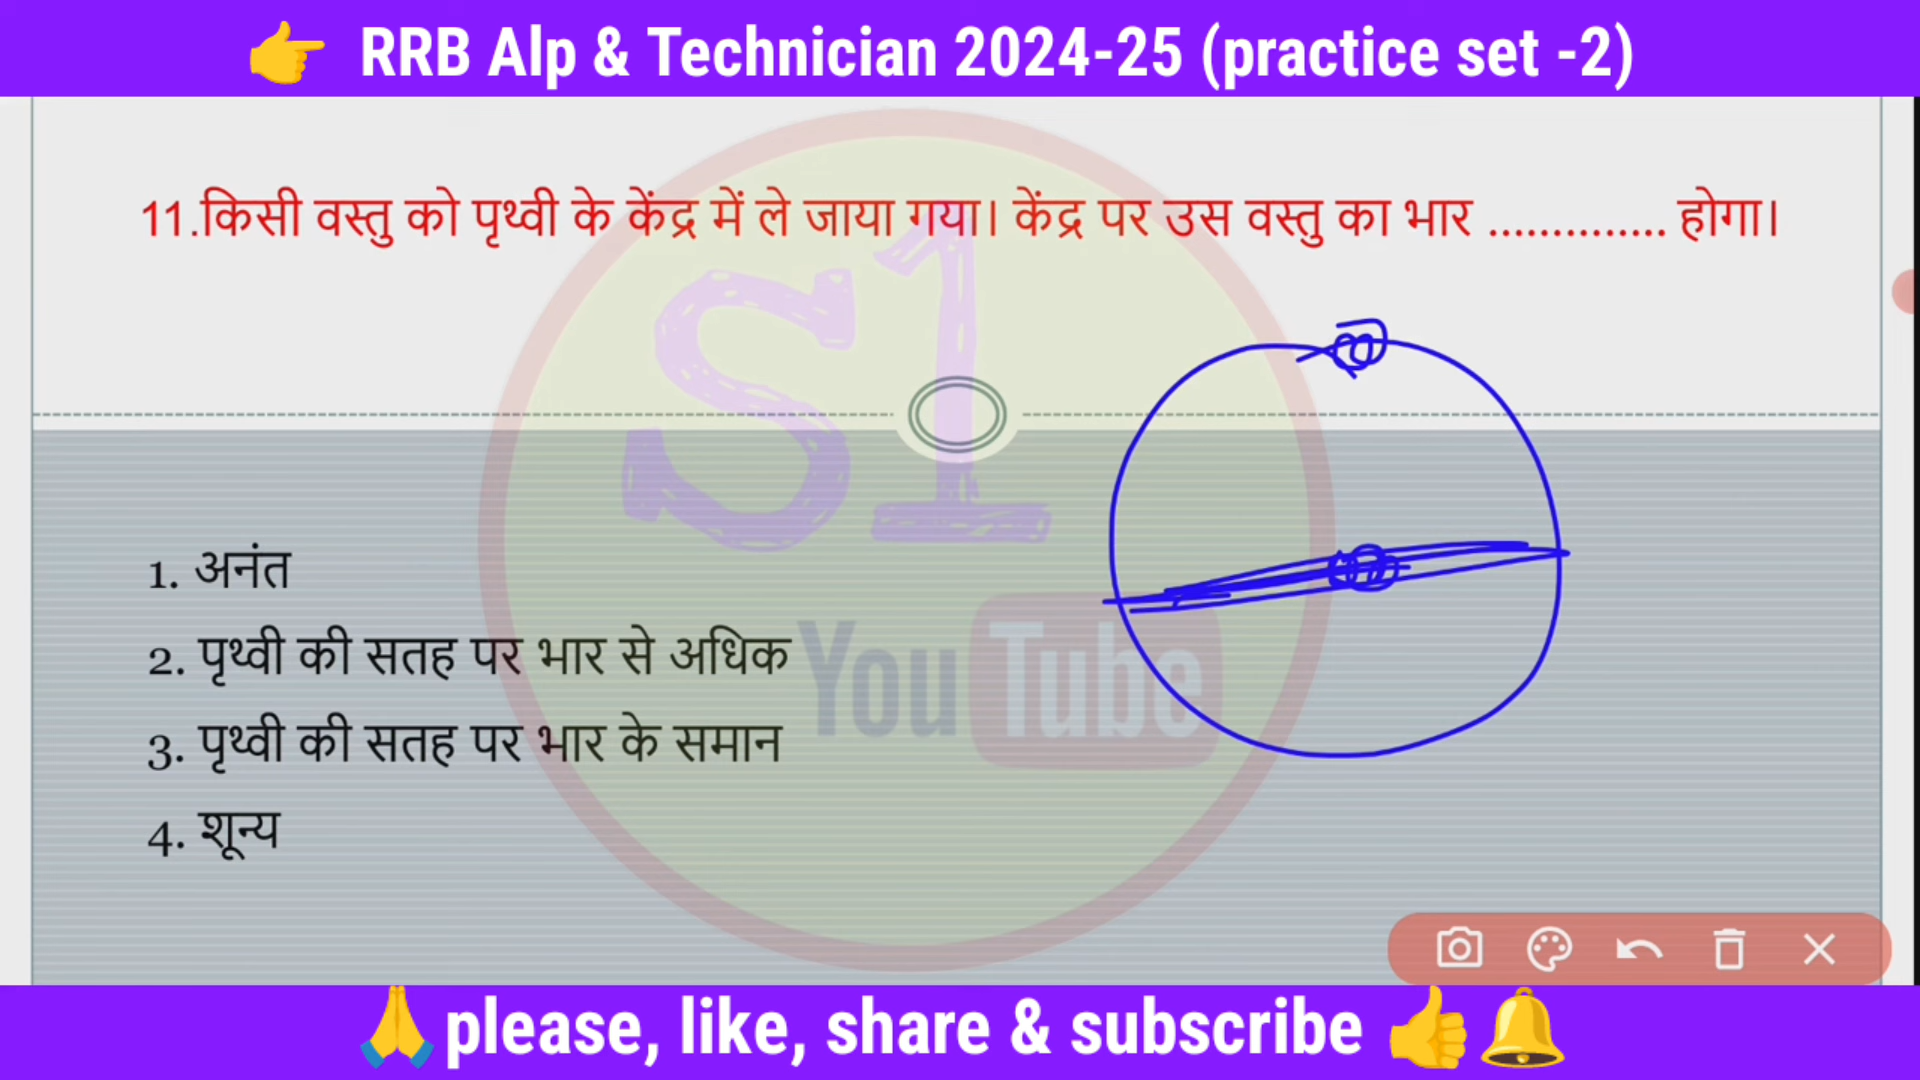 👉 RRB Alp & Technician 2024-25 (practice set -2)
11.किसी वस्तु को पृथ्वी के केंद्र में ले जाया गया। केंद्र पर उस वस्तु का भार .............. होगा।
S1
1. अनंत
2. पृथ्वी की सतह पर भार से अधिक
3. पृथ्वी की सतह पर भार के समान
4. शून्य
YouTube
🙏please, like, share & subscribe 👍🔔